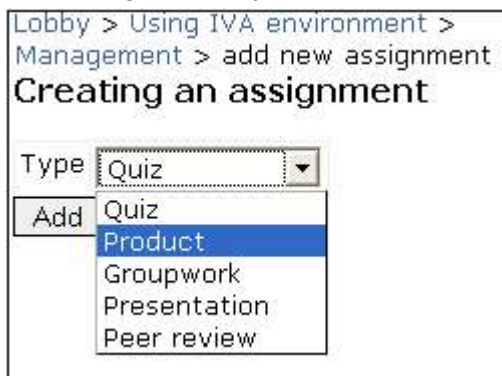 Lobby > Using IVA environment >
Management > add new assignment
Creating an assignment
Type Quiz
Add
Quiz
Product
Groupwork
Presentation
Peer review